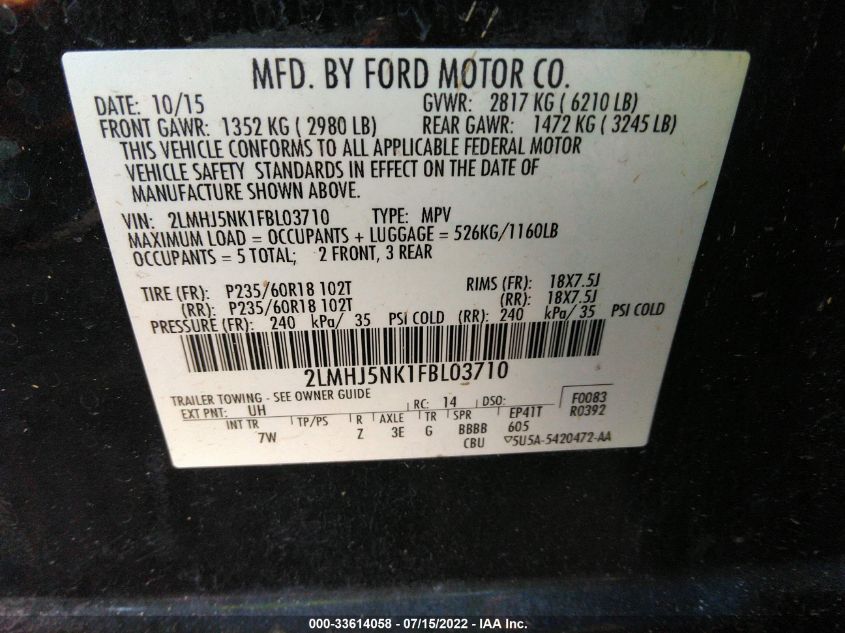 MFD. BY FORD MOTOR CO.
DATE: 10/15 GVWR: 2817 KG ( 6210 LB)
FRONT GAWR: 1352 KG ( 2980 LB) REAR GAWR: 1472 KG ( 3245 LB)
THIS VEHICLE CONFORMS TO ALL APPLICABLE FEDERAL MOTOR
VEHICLE SAFETY STANDARDS IN EFFECT ON THE DATE OF
MANUFACTURE SHOWN ABOVE.
VIN: 2LMHJ5NK1FBL03710 TYPE: MPV
MAXIMUM LOAD = OCCUPANTS + LUGGAGE = 526KG/1160LB
OCCUPANTS = 5 TOTAL; 2 FRONT, 3 REAR
TIRE (FR): P235/60R18 102T RIMS (FR): 18X7.5J
(RR): P235/60R18 102T (RR): 18X7.5J
PRESSURE (FR): 240 kPa/ 35 PSI COLD (RR): 240 kPa/ 35 PSI COLD
2LMHJ5NK1FBL03710
TRAILER TOWING - SEE OWNER GUIDE
EXT PNT: UH RC: 14 DSO: F0083
INT TR TP/PS R AXLE TR SPR EP41T R0392
7W Z 3E G BBBB 605
CBU 5U5A-5420472-AA
000-33614058 - 07/15/2022 - IAA Inc.